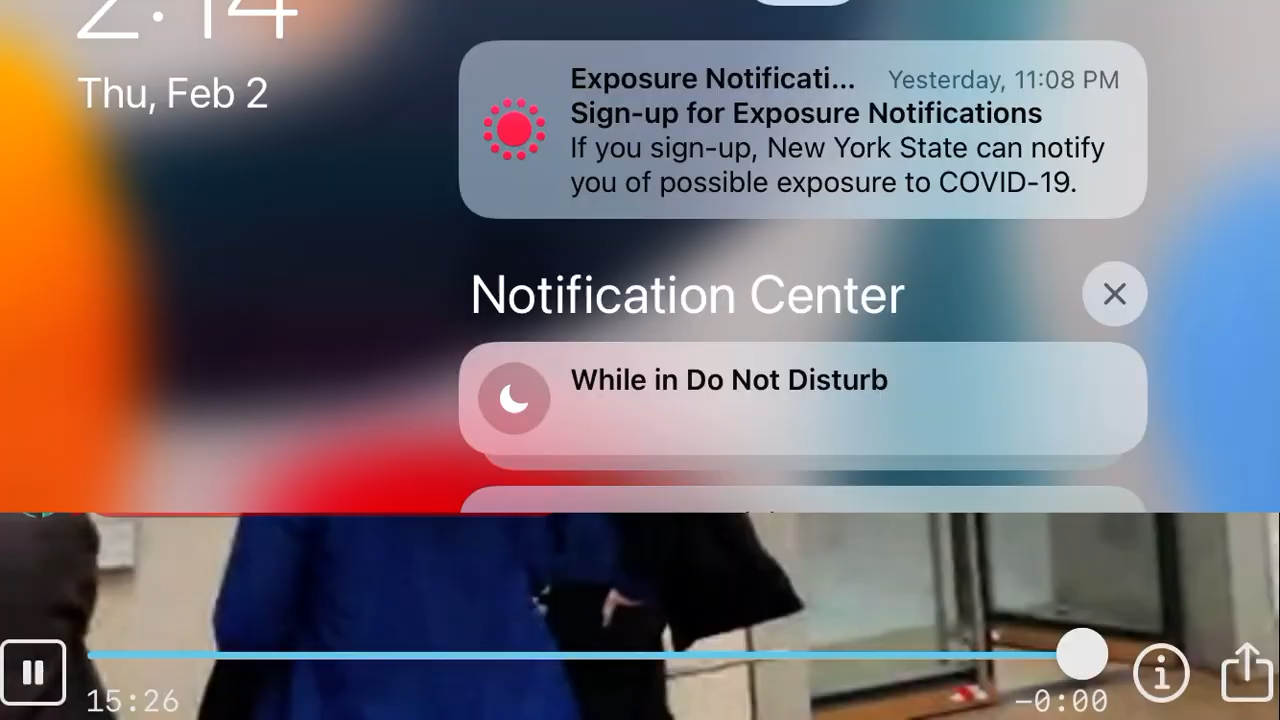 2:14
Thu, Feb 2
Exposure Notificati... Yesterday, 11:08 PM
Sign-up for Exposure Notifications
If you sign-up, New York State can notify
you of possible exposure to COVID-19.
Notification Center
While in Do Not Disturb
15:26
-0:00